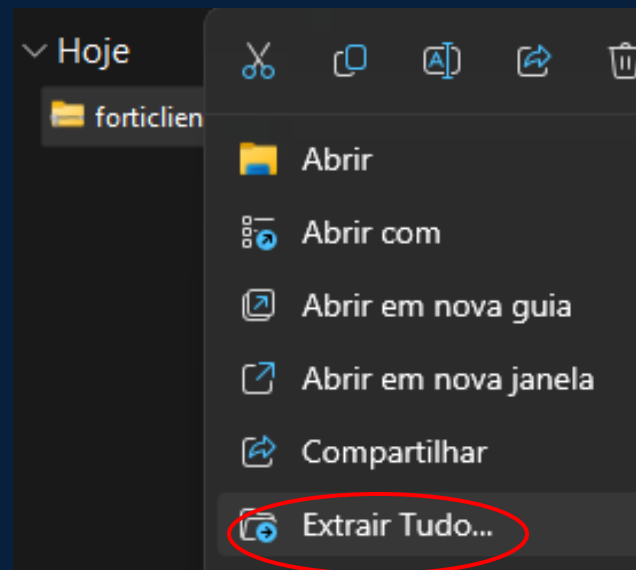 Hoje
forticlien
Abrir
Abrir com
Abrir em nova guia
Abrir em nova janela
Compartilhar
Extrair Tudo...